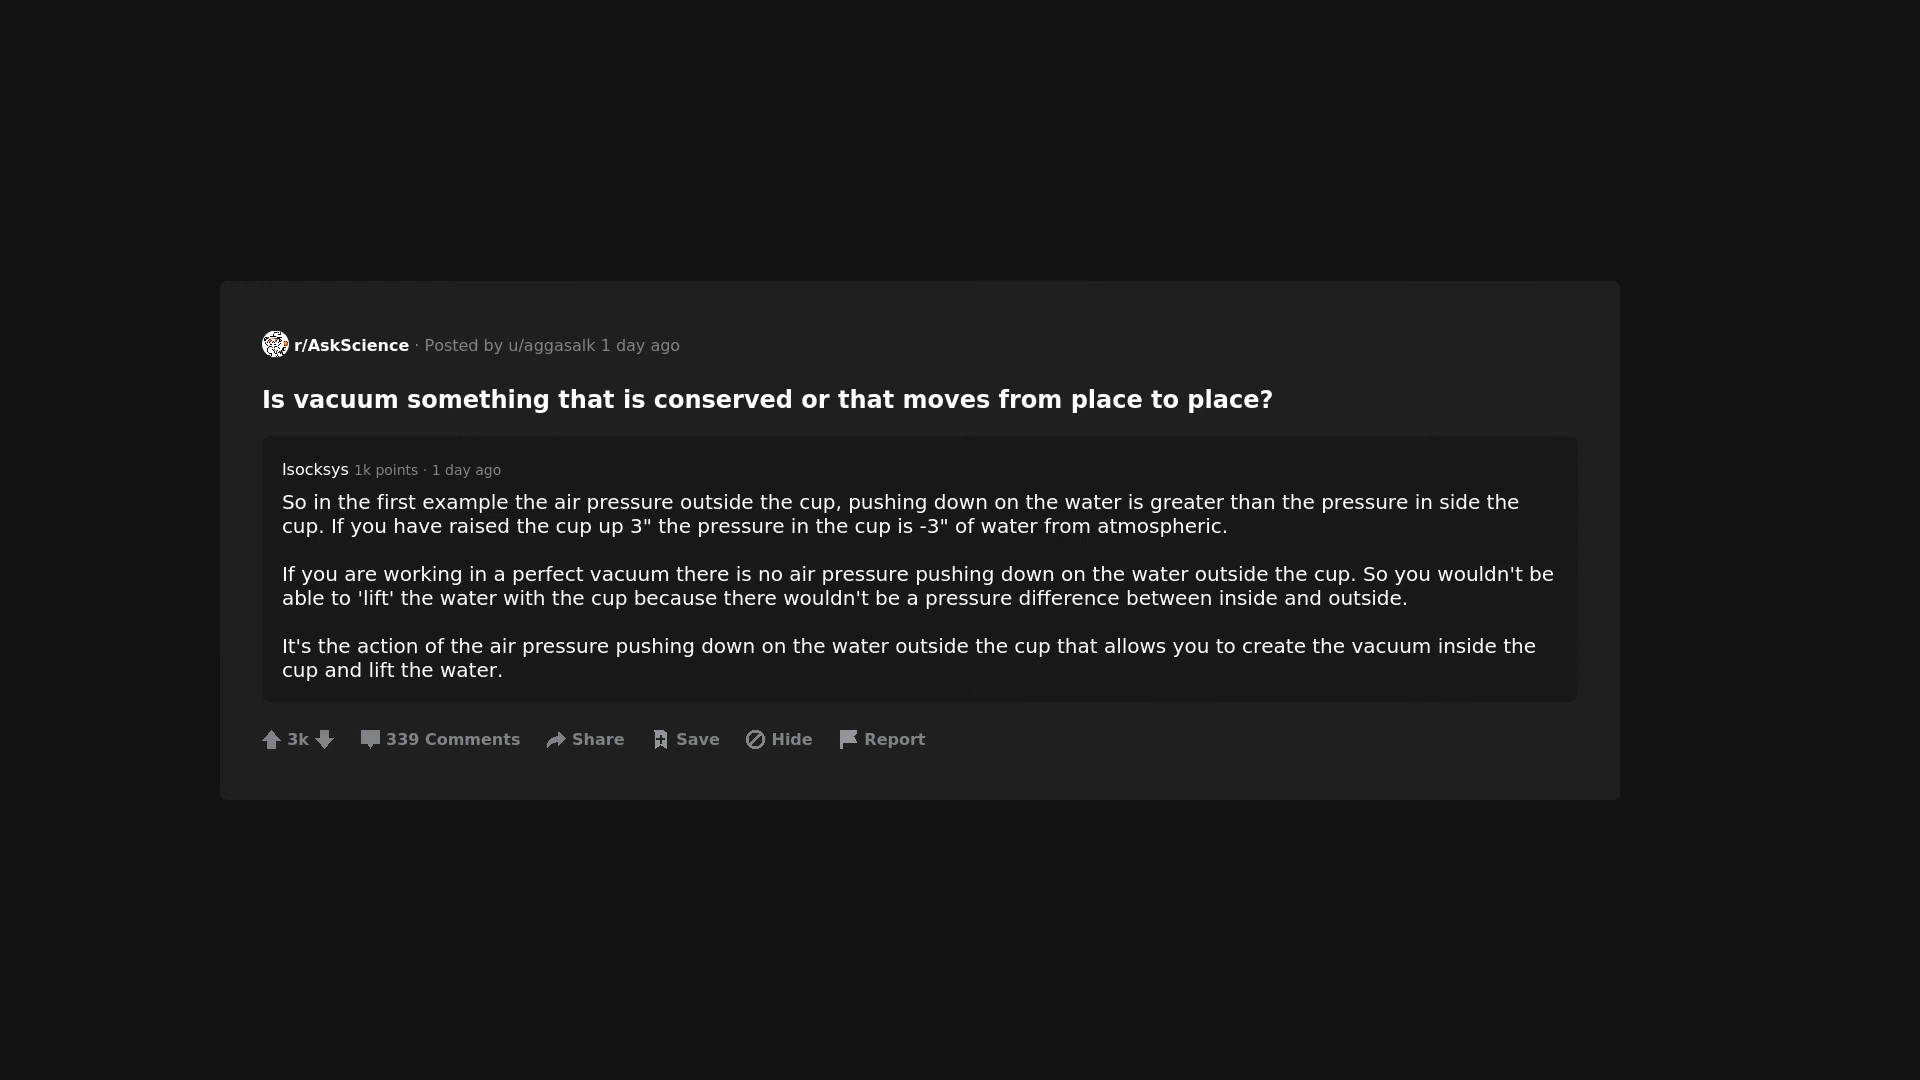 r/AskScience · Posted by u/aggasalk 1 day ago
Is vacuum something that is conserved or that moves from place to place?
lsocksys 1k points · 1 day ago
So in the first example the air pressure outside the cup, pushing down on the water is greater than the pressure in side the
cup. If you have raised the cup up 3" the pressure in the cup is -3" of water from atmospheric.
If you are working in a perfect vacuum there is no air pressure pushing down on the water outside the cup. So you wouldn't be
able to 'lift' the water with the cup because there wouldn't be a pressure difference between inside and outside.
It's the action of the air pressure pushing down on the water outside the cup that allows you to create the vacuum inside the
cup and lift the water.
3k 339 Comments Share Save Hide Report